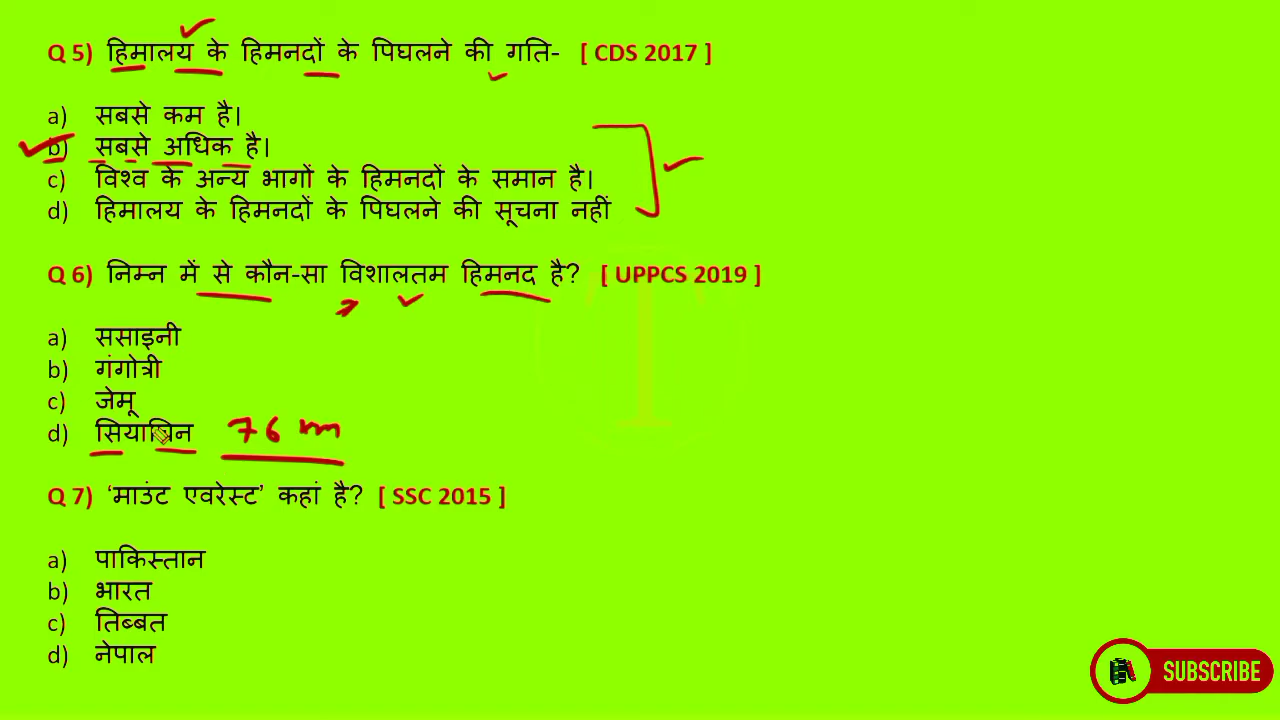 Q 5) हिमालय के हिमनदों के पिघलने की गति- [ CDS 2017 ]
a) सबसे कम है।
b) सबसे अधिक है।
c) विश्व के अन्य भागों के हिमनदों के समान है।
d) हिमालय के हिमनदों के पिघलने की सूचना नहीं
Q 6) निम्न में से कौन-सा विशालतम हिमनद है? [ UPPCS 2019 ]
a) ससाइनी
b) गंगोत्री
c) जेमू
d) सियाचिन 76 km
Q 7) ‘माउंट एवरेस्ट’ कहां है? [ SSC 2015 ]
a) पाकिस्तान
b) भारत
c) तिब्बत
d) नेपाल
T
SUBSCRIBE